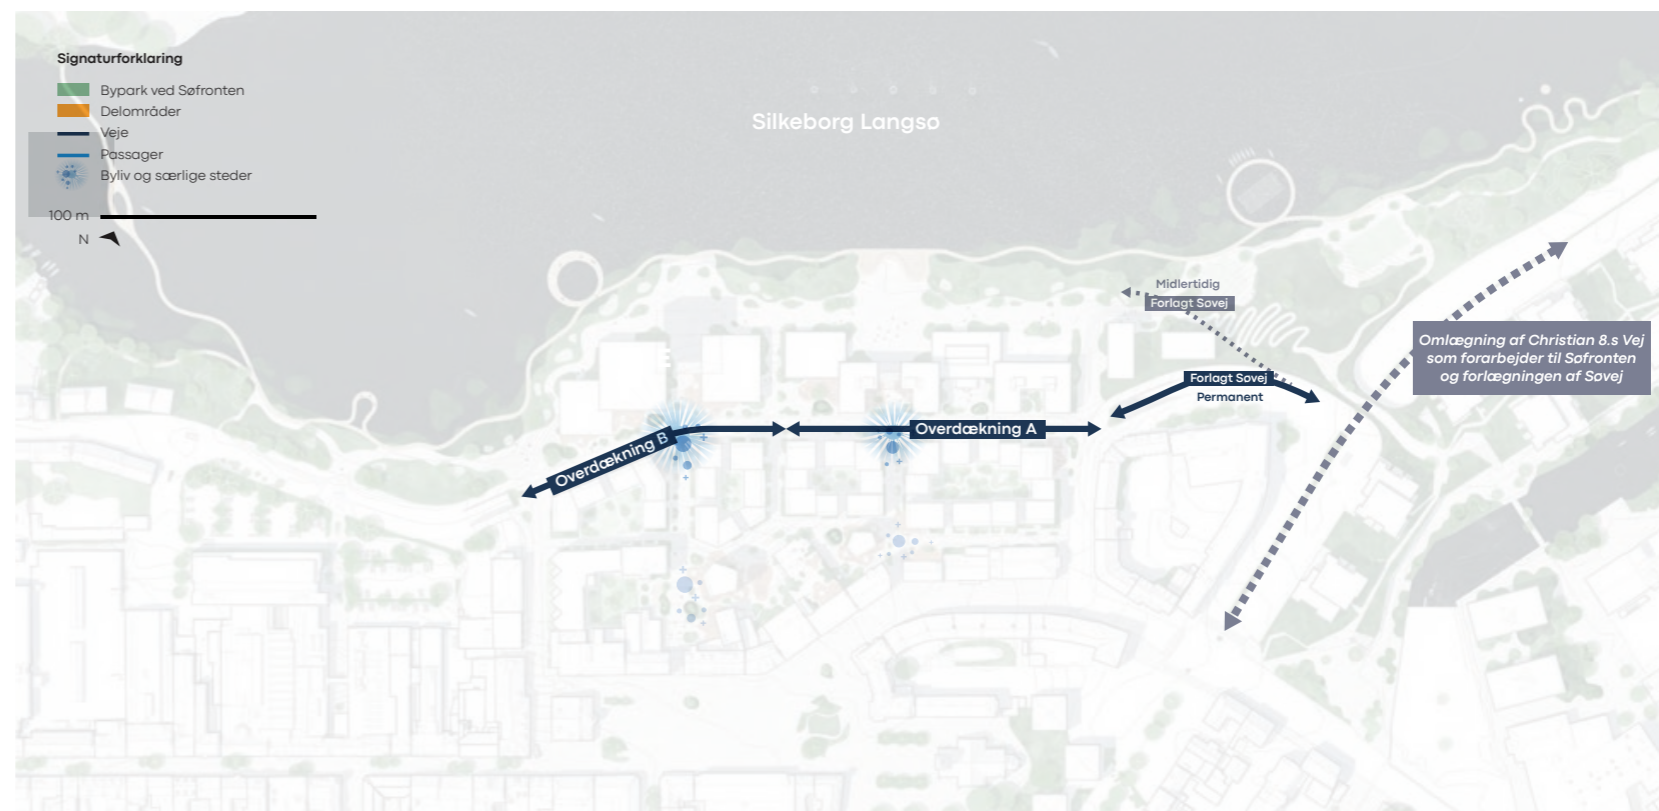 Signaturforklaring
Bypark ved Søfronten
Delområder
Veje
Passager
Byliv og særlige steder
100 m
N
Silkeborg Langsø
Midlertidig
Forlagt Søvej
Omlægning af Christian 8.s Vej
som forarbejder til Søfronten
og forlægningen af Søvej
E
Forlagt Søvej
Permanent
Overdækning A
Overdækning B